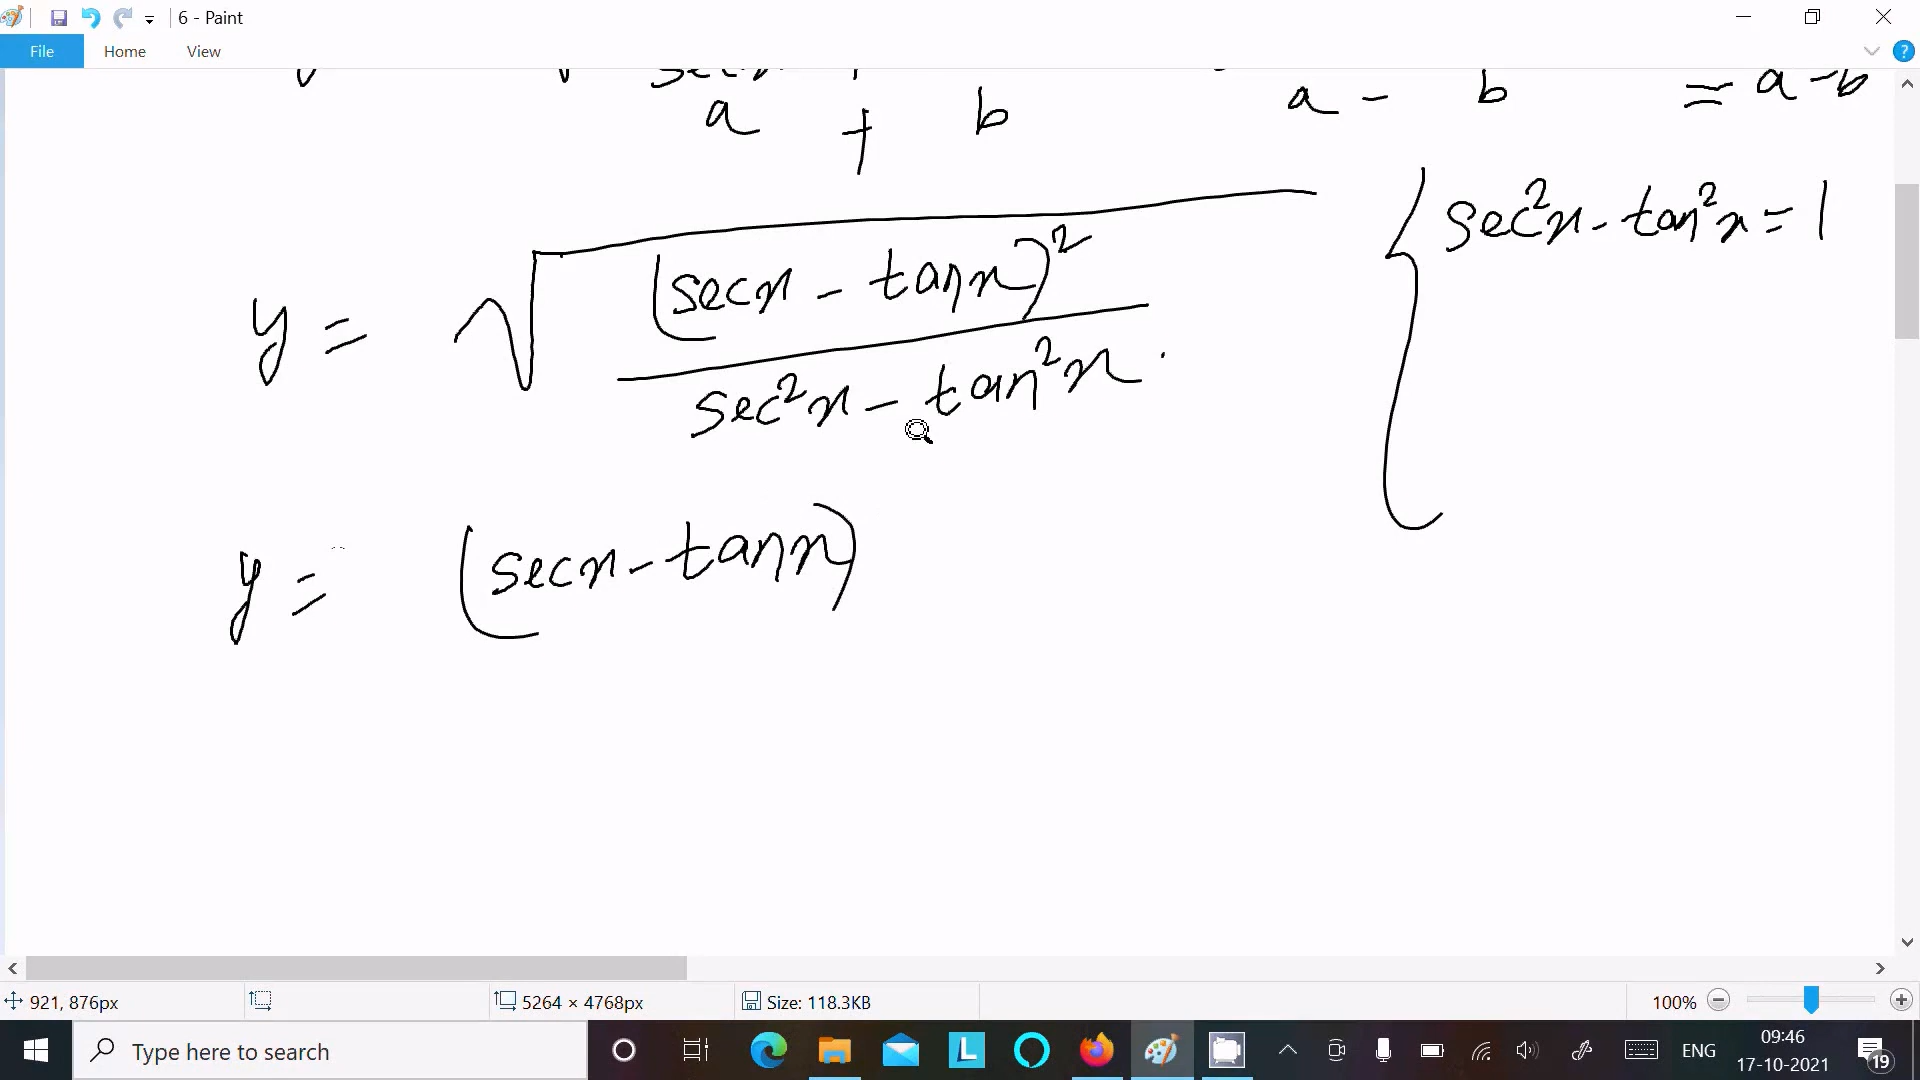 6 - Paint
File Home View
a + b a - b = a-b
y = √ (secx - tanx)² / sec²x - tan²x .
{ sec²x - tan²x = 1
y = (secx - tanx)
921, 876px 5264 × 4768px Size: 118.3KB 100%
Type here to search L ENG 09:46
17-10-2021 19